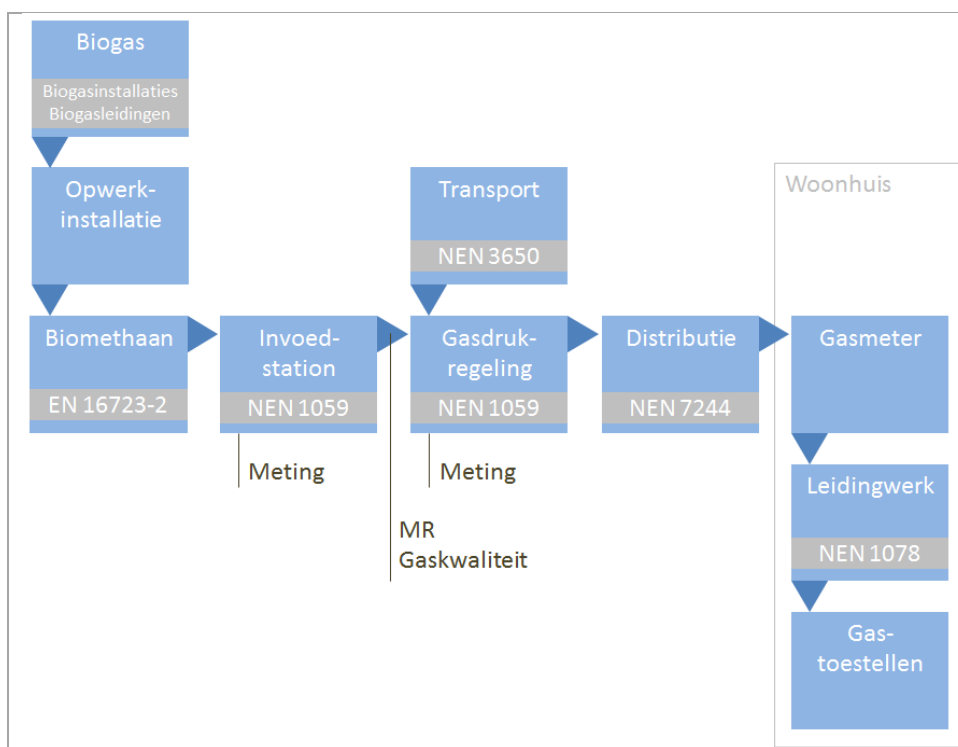 Biogas
Biogasinstallaties
Biogasleidingen
Opwerk-
installatie
Transport
NEN 3650
Woonhuis
Biomethaan
EN 16723-2
Invoed-
station
NEN 1059
Gasdruk-
regeling
NEN 1059
Distributie
NEN 7244
Gasmeter
Meting
Meting
MR
Gaskwaliteit
Leidingwerk
NEN 1078
Gas-
toestellen